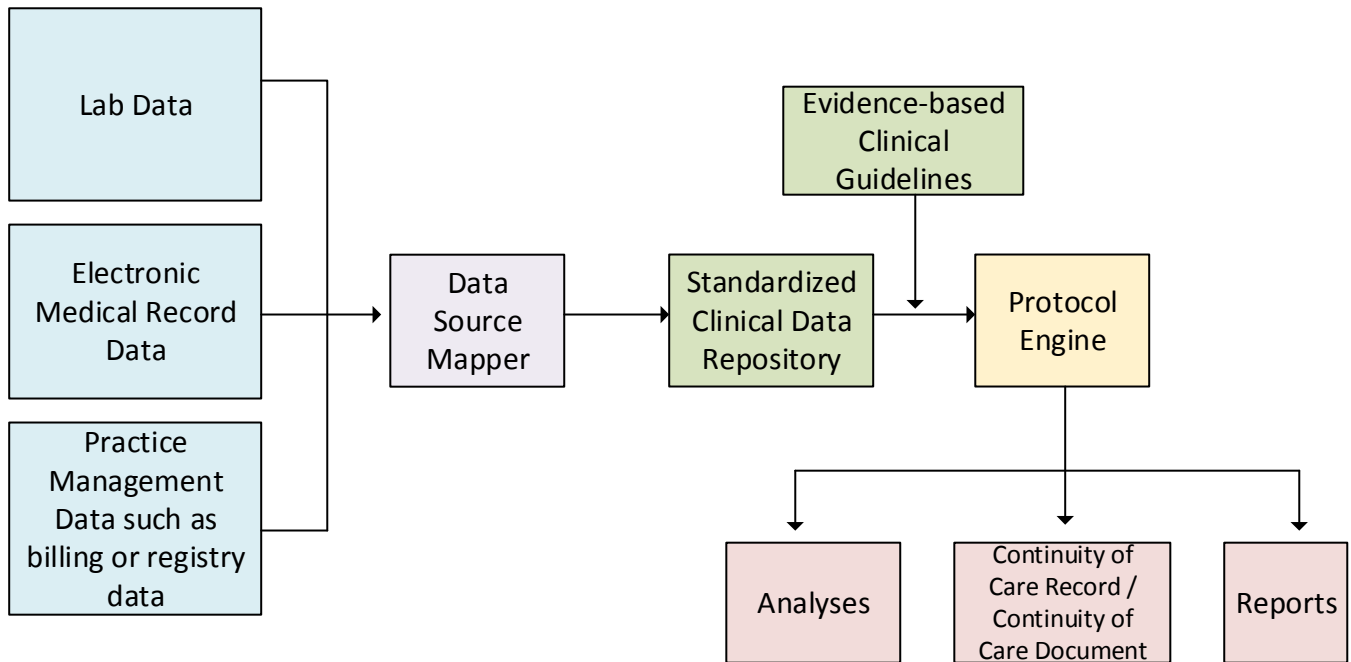 Lab Data
Electronic
Medical Record
Data
Practice
Management
Data such as
billing or registry
data
Data
Source
Mapper
Standardized
Clinical Data
Repository
Evidence-based
Clinical
Guidelines
Protocol
Engine
Analyses
Continuity of
Care Record /
Continuity of
Care Document
Reports